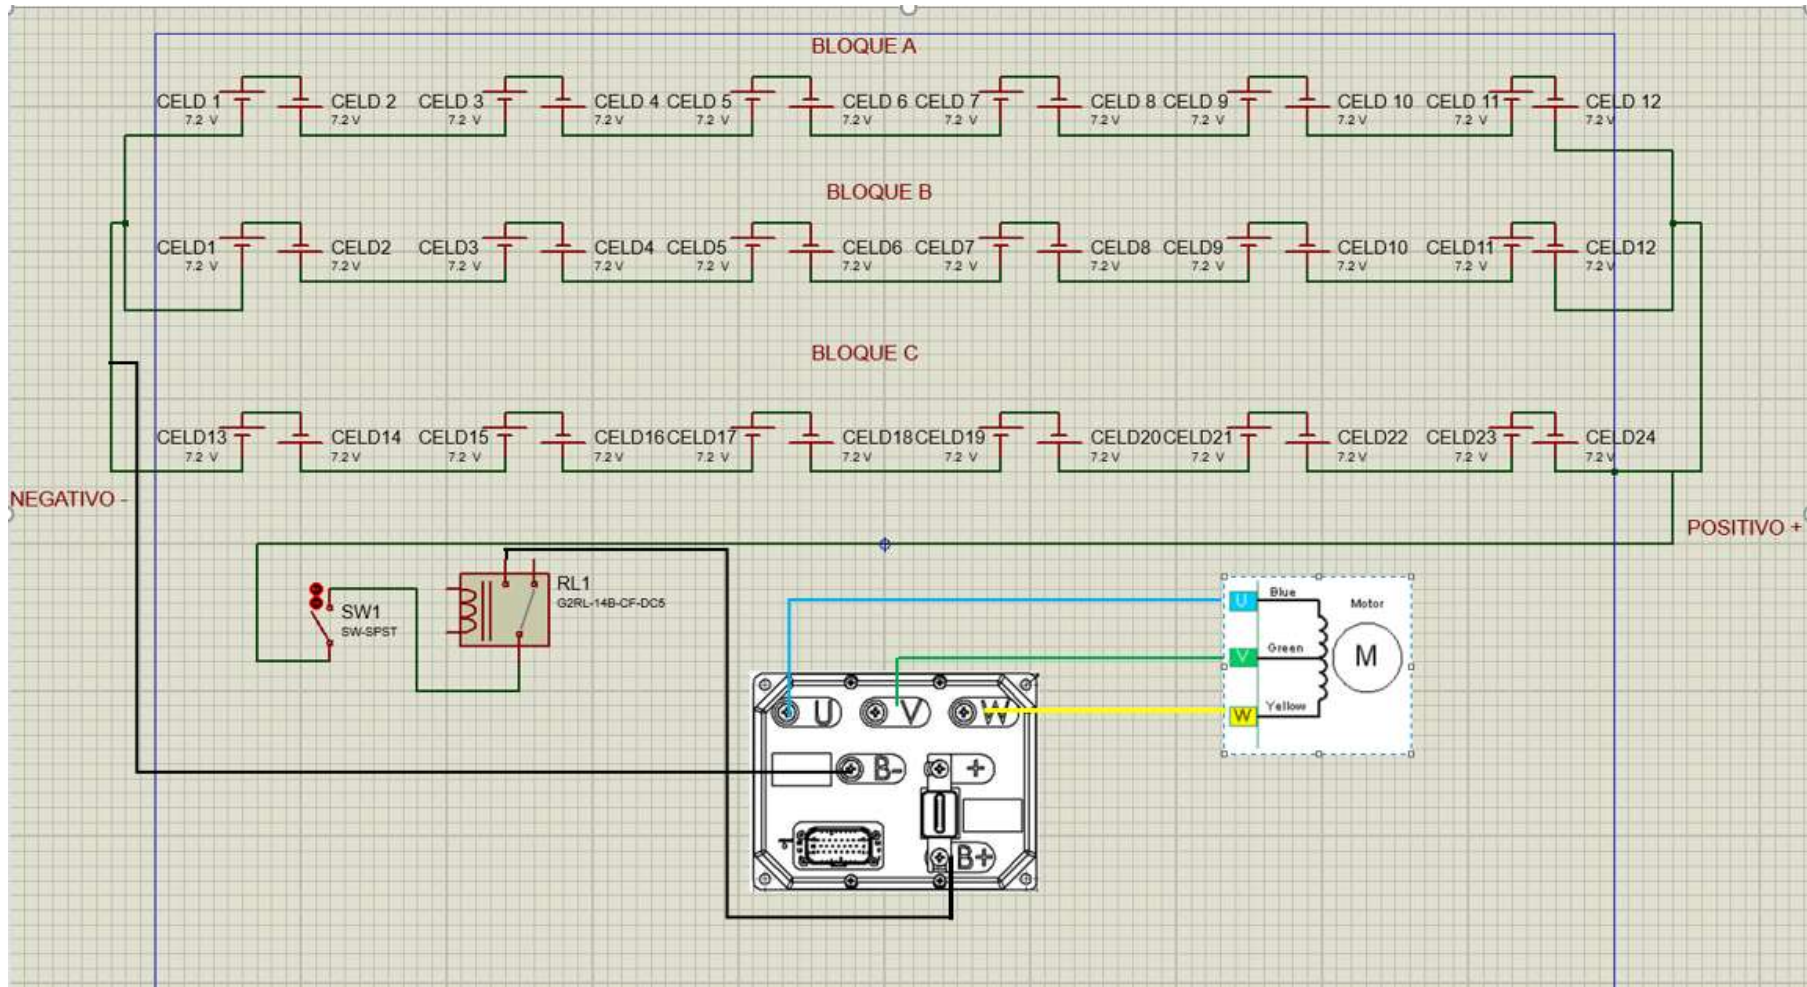 BLOQUE A
CELD 1 CELD 2 CELD 3 CELD 4 CELD 5 CELD 6 CELD 7 CELD 8 CELD 9 CELD 10 CELD 11 CELD 12
7.2 V 7.2 V 7.2 V 7.2 V 7.2 V 7.2 V 7.2 V 7.2 V 7.2 V 7.2 V 7.2 V 7.2 V
BLOQUE B
CELD1 CELD2 CELD3 CELD4 CELD5 CELD6 CELD7 CELD8 CELD9 CELD10 CELD11 CELD12
7.2 V 7.2 V 7.2 V 7.2 V 7.2 V 7.2 V 7.2 V 7.2 V 7.2 V 7.2 V 7.2 V 7.2 V
BLOQUE C
CELD13 CELD14 CELD15 CELD16 CELD17 CELD18 CELD19 CELD20 CELD21 CELD22 CELD23 CELD24
7.2 V 7.2 V 7.2 V 7.2 V 7.2 V 7.2 V 7.2 V 7.2 V 7.2 V 7.2 V 7.2 V 7.2 V
NEGATIVO -
POSITIVO +
RL1
G2RL-14B-CF-DC5
SW1
SW-SPST
U Blue Motor
V Green M
W Yellow
U V W
B- +
B+